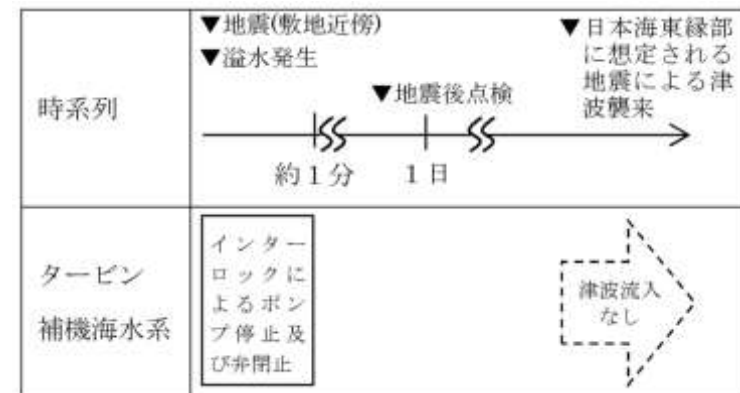 時系列
▼地震(敷地近傍)
▼溢水発生
▼地震後点検
▼日本海東縁部
に想定される
地震による津
波襲来
約1分
1日
タービン
補機海水系
インター
ロックに
よるポン
プ停止及
び非閉止
津波流入
なし